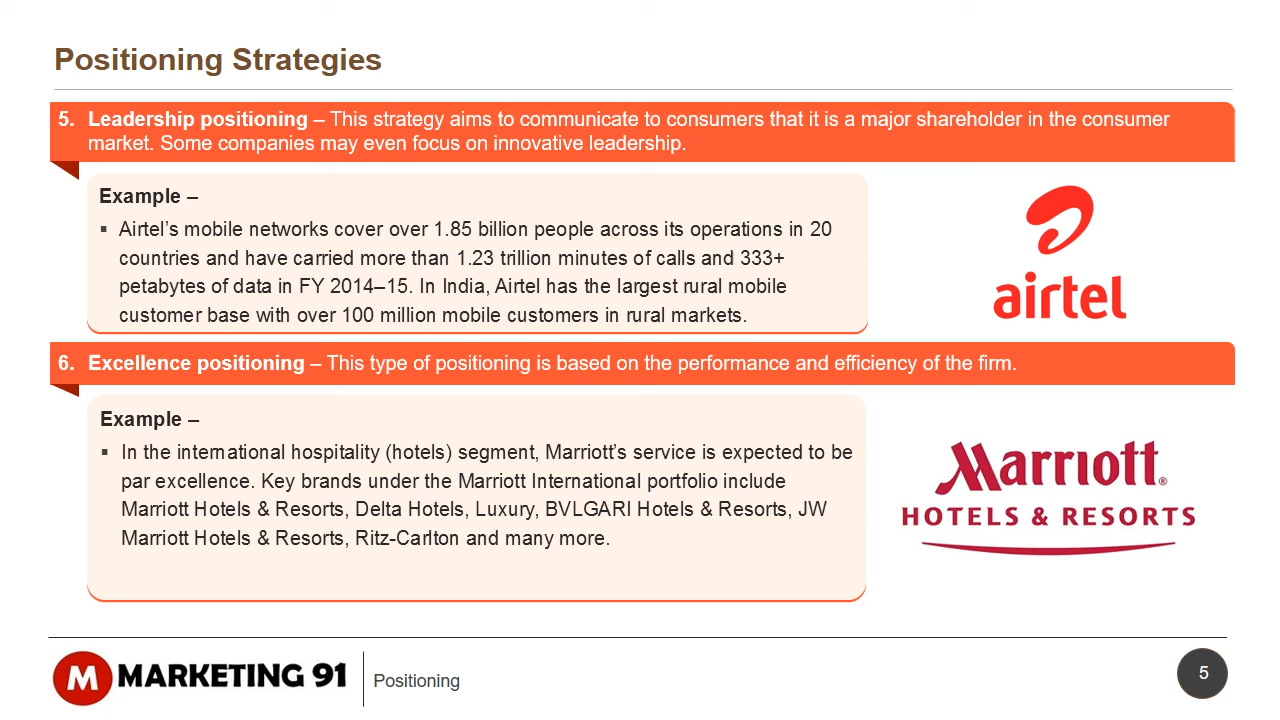 Positioning Strategies
5. Leadership positioning – This strategy aims to communicate to consumers that it is a major shareholder in the consumer
market. Some companies may even focus on innovative leadership.
Example –
▪ Airtel’s mobile networks cover over 1.85 billion people across its operations in 20
countries and have carried more than 1.23 trillion minutes of calls and 333+
petabytes of data in FY 2014–15. In India, Airtel has the largest rural mobile
customer base with over 100 million mobile customers in rural markets.
airtel
6. Excellence positioning – This type of positioning is based on the performance and efficiency of the firm.
Example –
▪ In the international hospitality (hotels) segment, Marriott’s service is expected to be
par excellence. Key brands under the Marriott International portfolio include
Marriott Hotels & Resorts, Delta Hotels, Luxury, BVLGARI Hotels & Resorts, JW
Marriott Hotels & Resorts, Ritz-Carlton and many more.
Marriott®
HOTELS & RESORTS
M MARKETING 91
Positioning
5